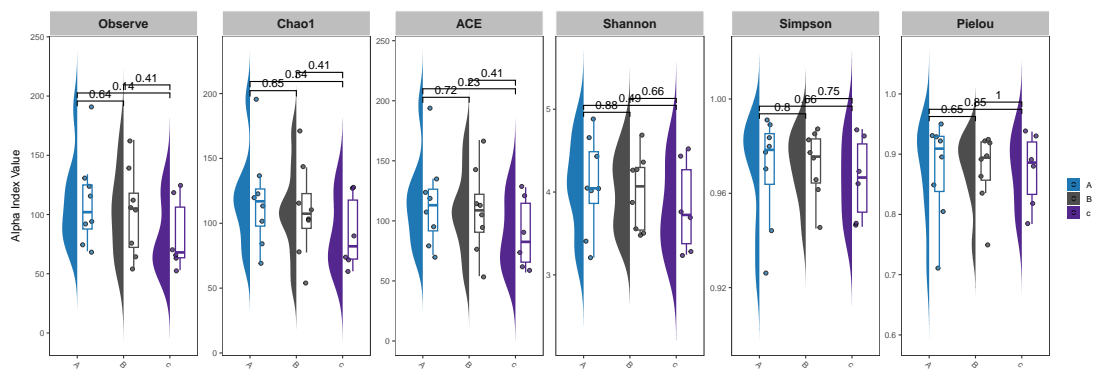 Observe Chao1 ACE Shannon Simpson Pielou
Alpha Index Value
250
200
150
100
50
0
0.64
0.14
0.41
A
B
c
200
150
100
50
0
0.65
0.34
0.41
A
B
c
250
200
150
100
50
0
0.72
0.23
0.41
A
B
c
5
4
3
0.88
0.49
0.66
A
B
c
1.00
0.96
0.92
0.8
0.66
0.75
A
B
c
1.0
0.9
0.8
0.7
0.6
0.65
0.85
1
A
B
c
A
B
c